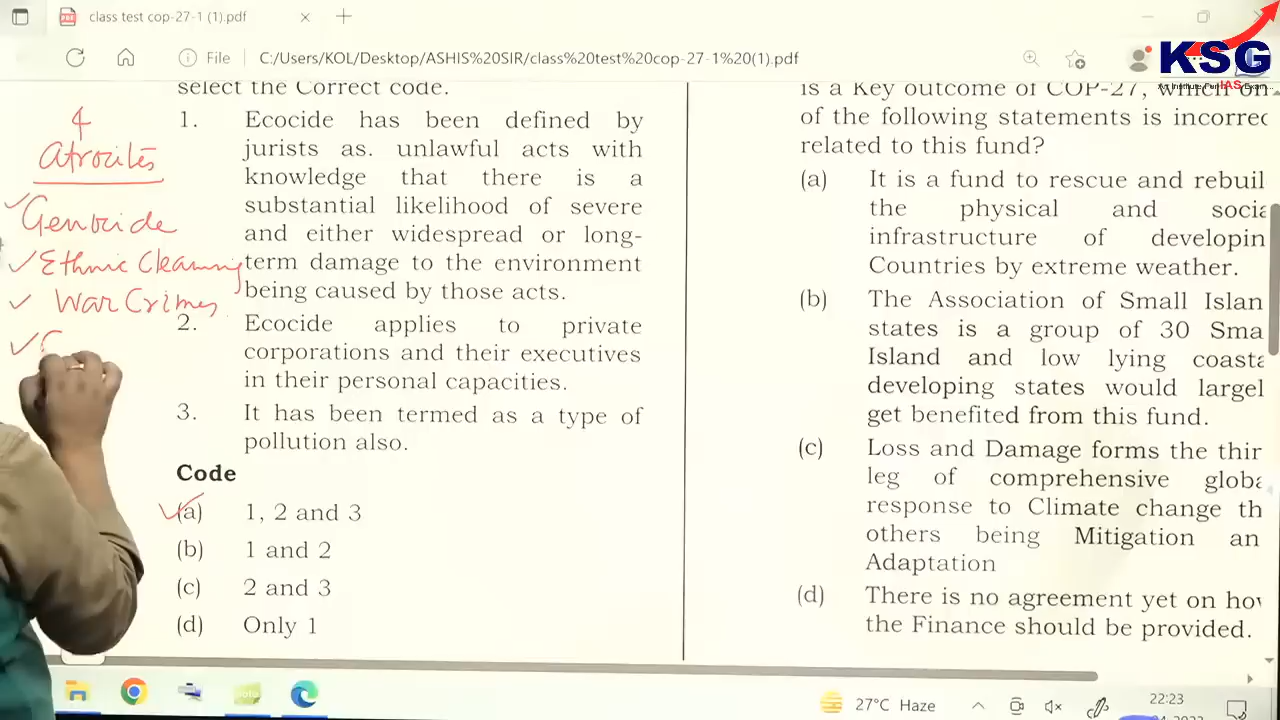 class test cop-27-1 (1).pdf
File
C:/Users/KOL/Desktop/ASHIS%20SIR/class%20test%20cop-27-1%20(1).pdf
KSG
IAS
4
Atrocites
Genocide
Ethnic Cleaning
War Crimes
select the Correct code.
1. Ecocide has been defined by
jurists as. unlawful acts with
knowledge that there is a
substantial likelihood of severe
and either widespread or long-
term damage to the environment
being caused by those acts.
2. Ecocide applies to private
corporations and their executives
in their personal capacities.
3. It has been termed as a type of
pollution also.
Code
(a) 1, 2 and 3
(b) 1 and 2
(c) 2 and 3
(d) Only 1
is a Key outcome of COP-27, which on
of the following statements is incorrec
related to this fund?
(a) It is a fund to rescue and rebuil
the physical and socia
infrastructure of developin
Countries by extreme weather.
(b) The Association of Small Islan
states is a group of 30 Sma
Island and low lying coasta
developing states would largel
get benefited from this fund.
(c) Loss and Damage forms the thir
leg of comprehensive globa
response to Climate change th
others being Mitigation an
Adaptation
(d) There is no agreement yet on how
the Finance should be provided.
27°C Haze
22:23